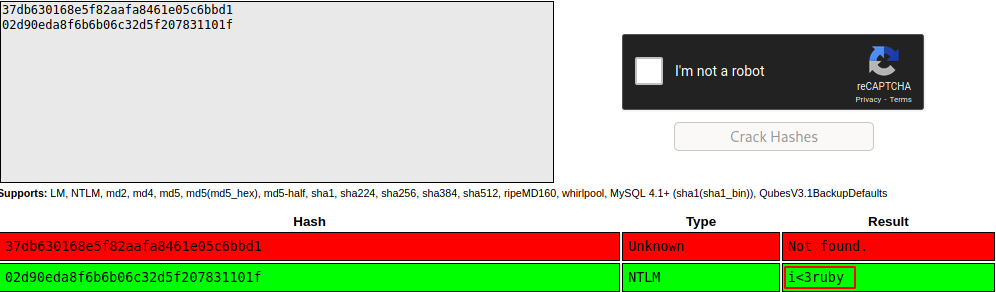 37db630168e5f82aafa8461e05c6bbd1
02d90eda8f6b6b06c32d5f207831101f
I'm not a robot
reCAPTCHA
Privacy - Terms
Crack Hashes
Supports: LM, NTLM, md2, md4, md5, md5(md5_hex), md5-half, sha1, sha224, sha256, sha384, sha512, ripeMD160, whirlpool, MySQL 4.1+ (sha1(sha1_bin)), QubesV3.1BackupDefaults
Hash Type Result
37db630168e5f82aafa8461e05c6bbd1 Unknown Not found.
02d90eda8f6b6b06c32d5f207831101f NTLM i<3ruby